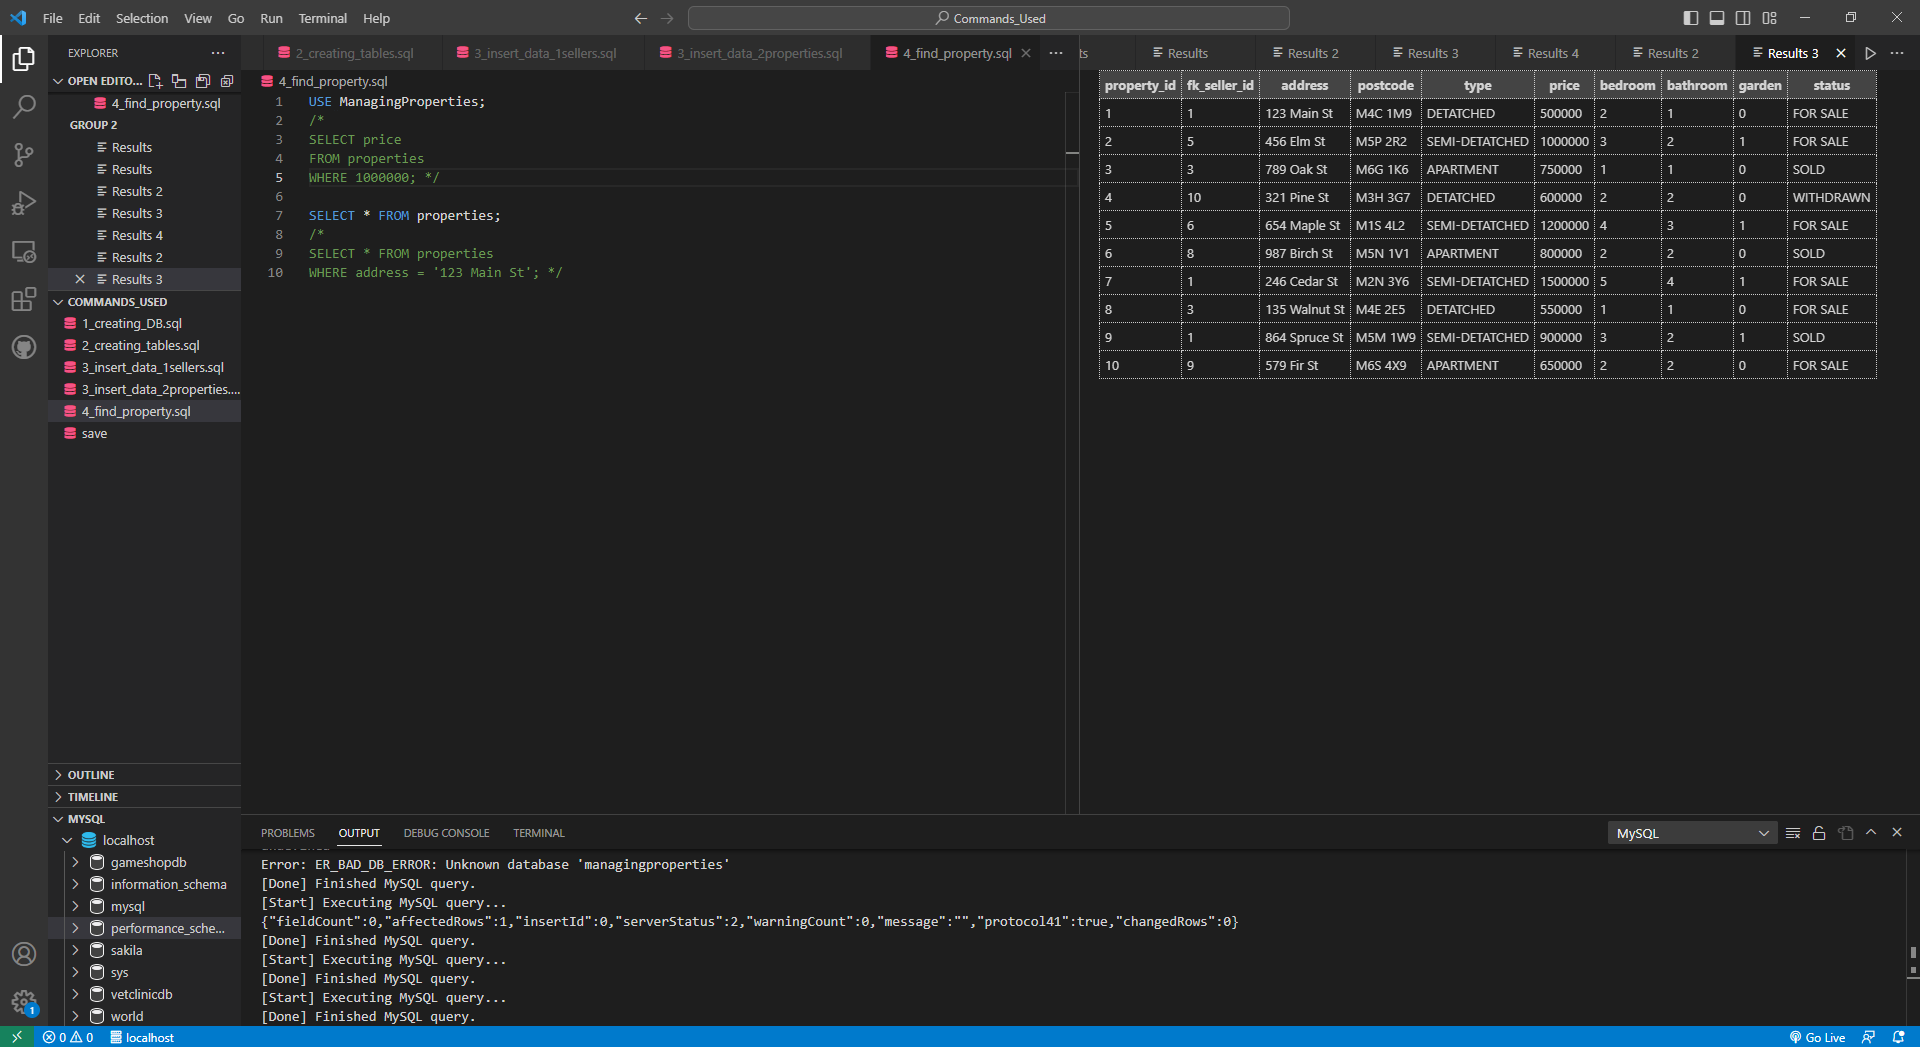 File Edit Selection View Go Run Terminal Help
Commands_Used
EXPLORER
OPEN EDITO...
4_find_property.sql
GROUP 2
Results
Results
Results 2
Results 3
Results 4
Results 2
Results 3
COMMANDS_USED
1_creating_DB.sql
2_creating_tables.sql
3_insert_data_1sellers.sql
3_insert_data_2properties....
4_find_property.sql
save
OUTLINE
TIMELINE
MYSQL
localhost
gameshopdb
information_schema
mysql
performance_sche...
sakila
sys
vetclinicdb
world
2_creating_tables.sql 3_insert_data_1sellers.sql 3_insert_data_2properties.sql 4_find_property.sql
4_find_property.sql
1 USE ManagingProperties;
2 /*
3 SELECT price
4 FROM properties
5 WHERE 1000000; */
6
7 SELECT * FROM properties;
8 /*
9 SELECT * FROM properties
10 WHERE address = '123 Main St'; */
ts Results Results 2 Results 3 Results 4 Results 2 Results 3
property_id fk_seller_id address postcode type price bedroom bathroom garden status
1 1 123 Main St M4C 1M9 DETATCHED 500000 2 1 0 FOR SALE
2 5 456 Elm St M5P 2R2 SEMI-DETATCHED 1000000 3 2 1 FOR SALE
3 3 789 Oak St M6G 1K6 APARTMENT 750000 1 1 0 SOLD
4 10 321 Pine St M3H 3G7 DETATCHED 600000 2 2 0 WITHDRAWN
5 6 654 Maple St M1S 4L2 SEMI-DETATCHED 1200000 4 3 1 FOR SALE
6 8 987 Birch St M5N 1V1 APARTMENT 800000 2 2 0 SOLD
7 1 246 Cedar St M2N 3Y6 SEMI-DETATCHED 1500000 5 4 1 FOR SALE
8 3 135 Walnut St M4E 2E5 DETATCHED 550000 1 1 0 FOR SALE
9 1 864 Spruce St M5M 1W9 SEMI-DETATCHED 900000 3 2 1 SOLD
10 9 579 Fir St M6S 4X9 APARTMENT 650000 2 2 0 FOR SALE
PROBLEMS OUTPUT DEBUG CONSOLE TERMINAL
MySQL
Error: ER_BAD_DB_ERROR: Unknown database 'managingproperties'
[Done] Finished MySQL query.
[Start] Executing MySQL query...
{"fieldCount":0,"affectedRows":1,"insertId":0,"serverStatus":2,"warningCount":0,"message":"","protocol41":true,"changedRows":0}
[Done] Finished MySQL query.
[Start] Executing MySQL query...
[Done] Finished MySQL query.
[Start] Executing MySQL query...
[Done] Finished MySQL query.
1
0 0 localhost
Go Live